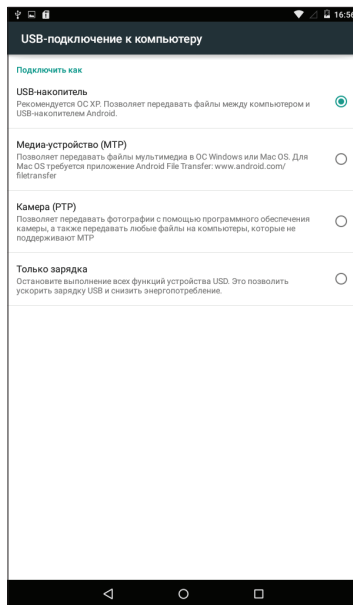 16:56
USB-подключение к компьютеру
Подключить как
USB-накопитель
Рекомендуется ОС XP. Позволяет передавать файлы между компьютером и
USB-накопителем Android.
Медиа-устройство (MTP)
Позволяет передавать файлы мультимедиа в ОС Windows или Mac OS. Для
Mac OS требуется приложение Android File Transfer: www.android.com/
filetransfer
Камера (PTP)
Позволяет передавать фотографии с помощью программного обеспечения
камеры, а также передавать любые файлы на компьютеры, которые не
поддерживают MTP
Только зарядка
Остановите выполнение всех функций устройства USD. Это позволить
ускорить зарядку USB и снизить энергопотребление.